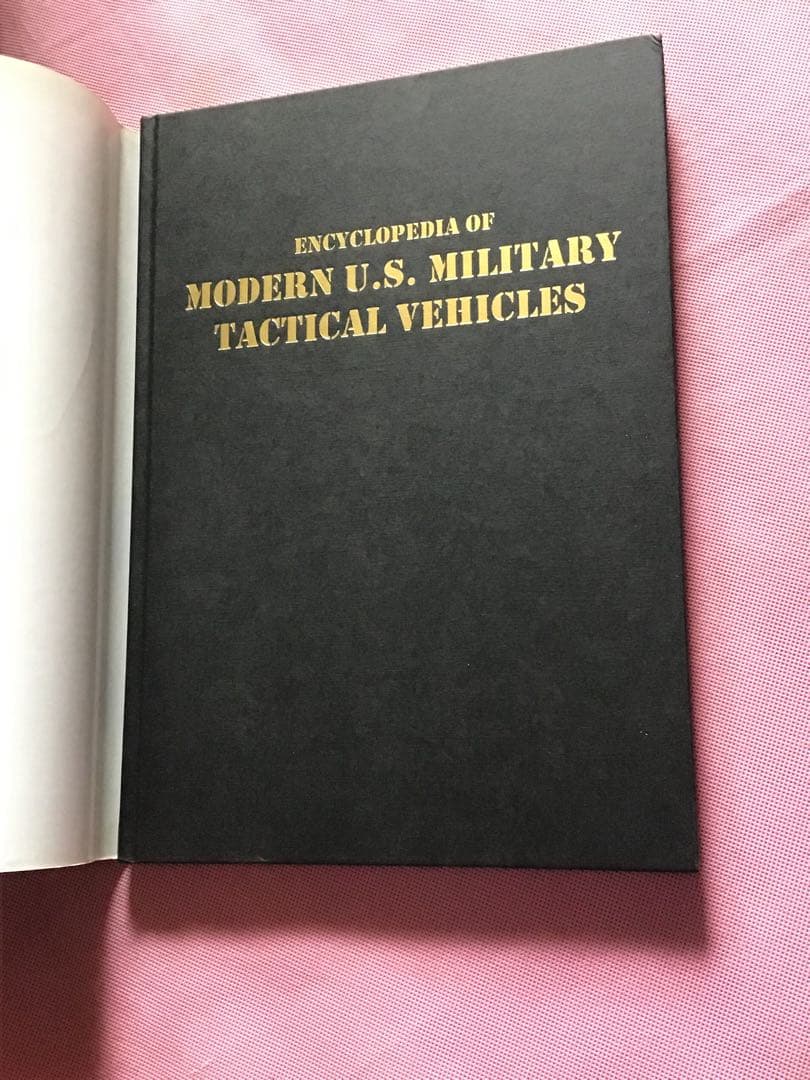 ENCYCLOPEDIA OF
MODERN U.S. MILITARY
TACTICAL VEHICLES